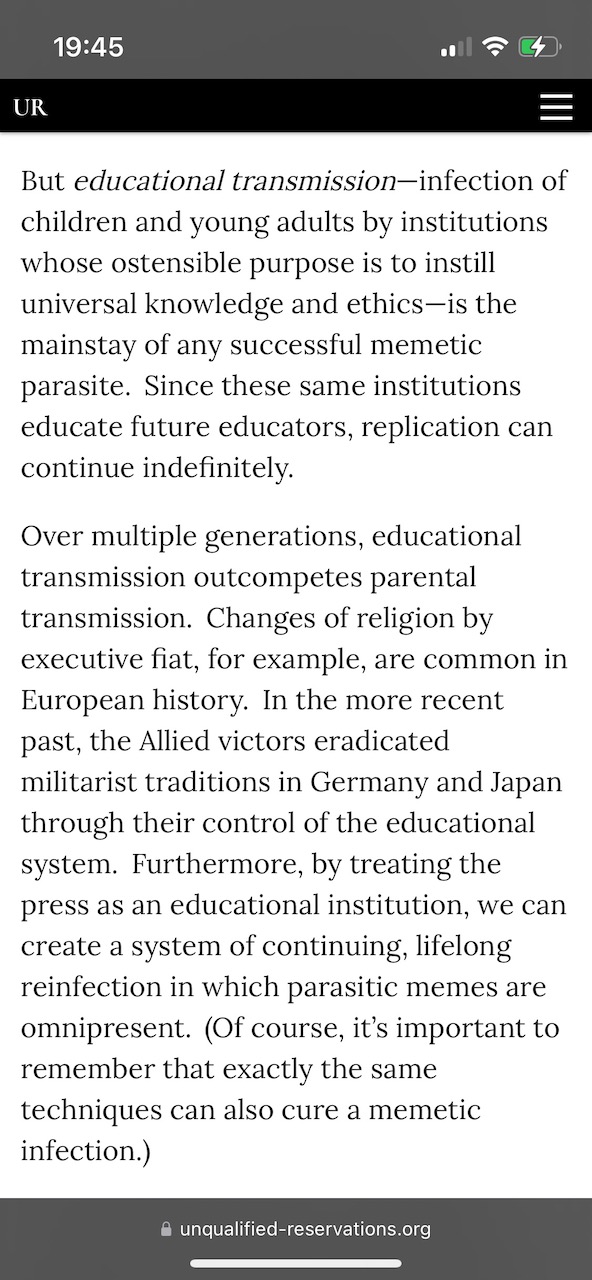 19:45
UR
But educational transmission—infection of
children and young adults by institutions
whose ostensible purpose is to instill
universal knowledge and ethics—is the
mainstay of any successful memetic
parasite.  Since these same institutions
educate future educators, replication can
continue indefinitely.
Over multiple generations, educational
transmission outcompetes parental
transmission.  Changes of religion by
executive fiat, for example, are common in
European history.  In the more recent
past, the Allied victors eradicated
militarist traditions in Germany and Japan
through their control of the educational
system.  Furthermore, by treating the
press as an educational institution, we can
create a system of continuing, lifelong
reinfection in which parasitic memes are
omnipresent.  (Of course, it’s important to
remember that exactly the same
techniques can also cure a memetic
infection.)
unqualified-reservations.org